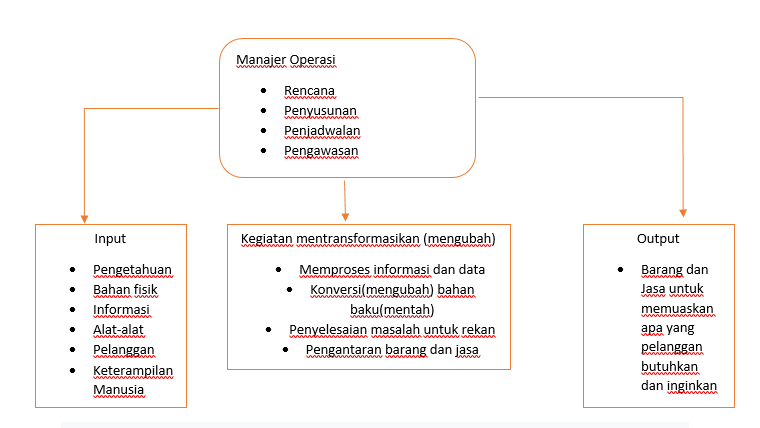 Manajer Operasi
• Rencana
• Penyusunan
• Penjadwalan
• Pengawasan
Input
• Pengetahuan
• Bahan fisik
• Informasi
• Alat-alat
• Pelanggan
• Keterampilan
Manusia
Kegiatan mentransformasikan (mengubah)
• Memproses informasi dan data
• Konversi(mengubah) bahan
baku(mentah)
• Penyelesaian masalah untuk rekan
• Pengantaran barang dan jasa
Output
• Barang dan
Jasa untuk
memuaskan
apa yang
pelanggan
butuhkan
dan inginkan